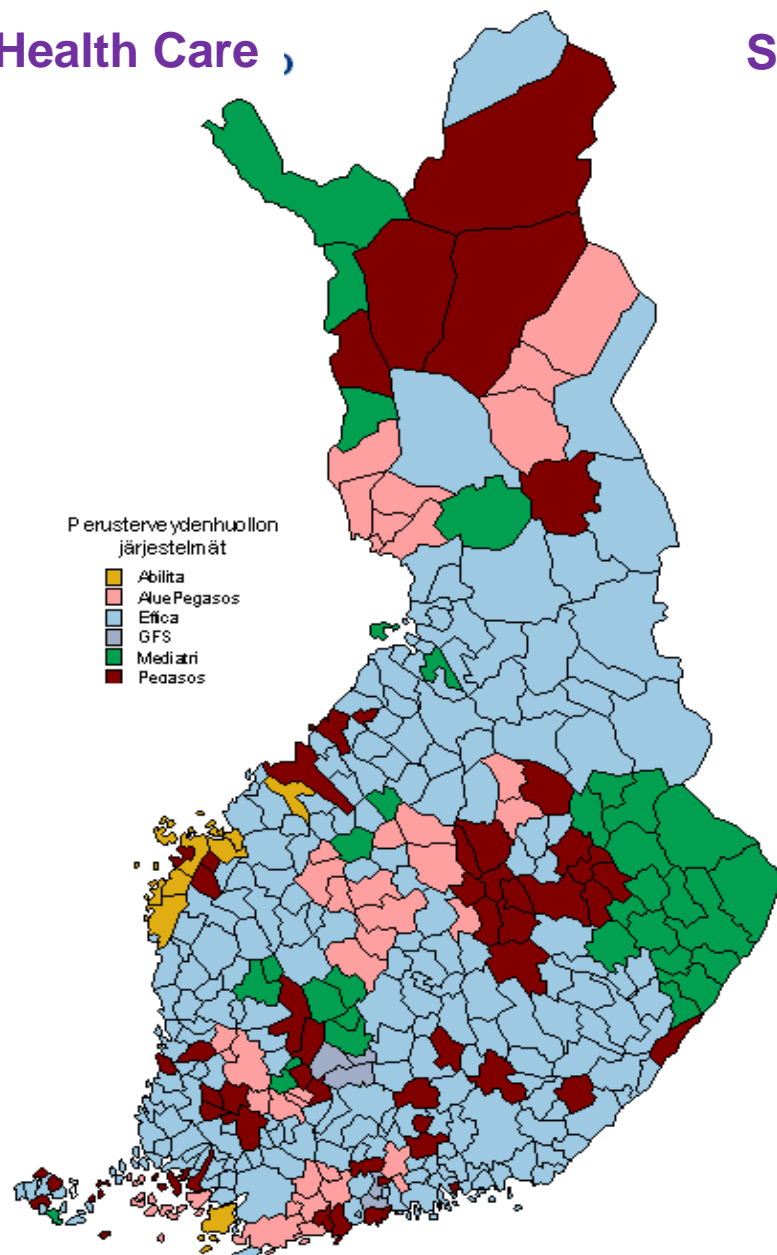 Health Care
S
Perusterveydenhuollon
järjestelmät
Abilita
AluePegasos
Effica
GFS
Mediatri
Pegasos